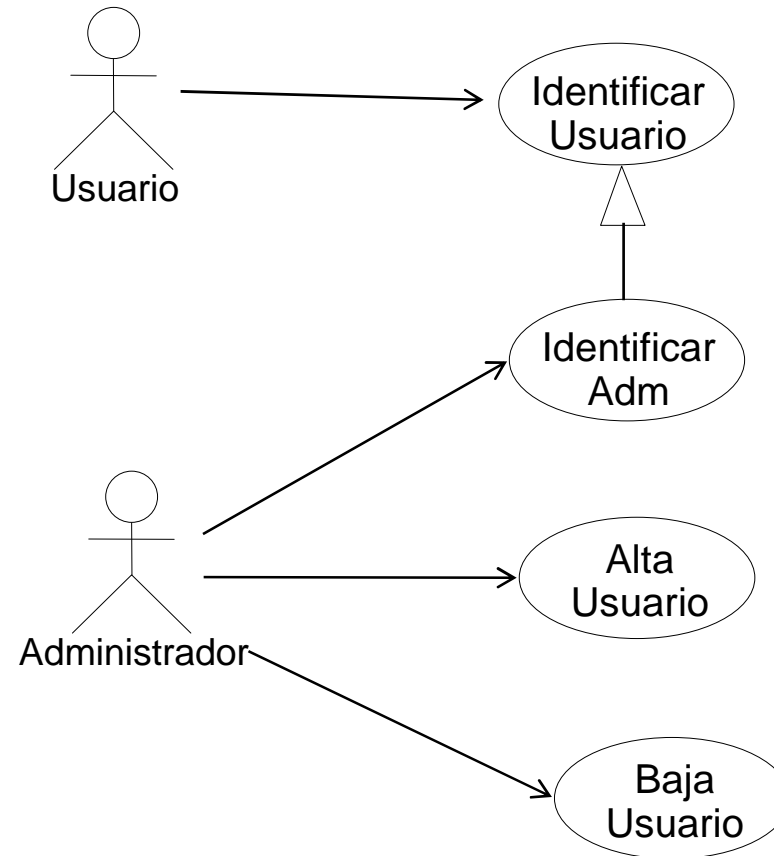 Identificar
Usuario
Usuario
Identificar
Adm
Alta
Usuario
Administrador
Baja
Usuario